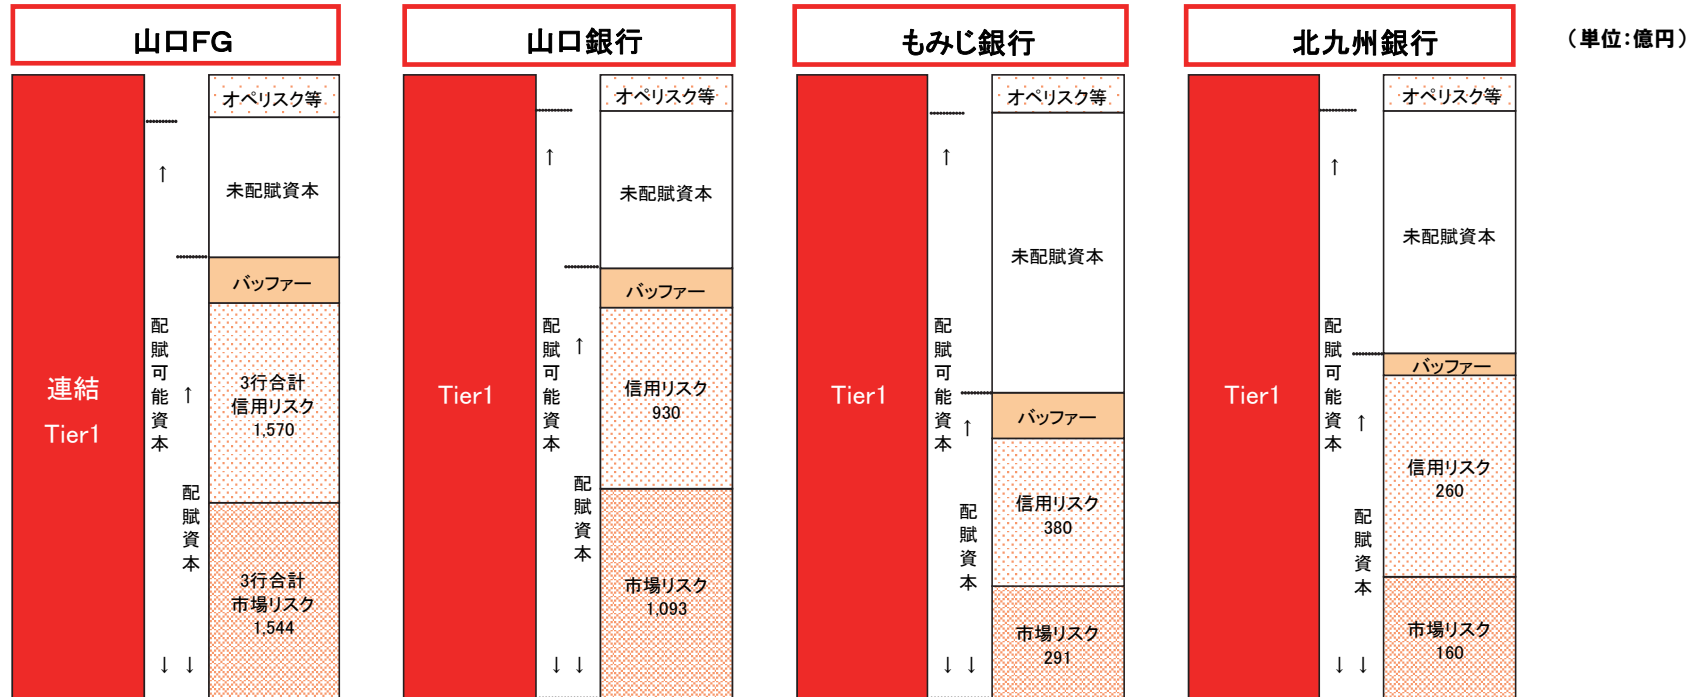 山口FG
オペリスク等
↑
未配賦資本
バッファー
配賦可能資本
連結
Tier1
↑
3行合計
信用リスク
1,570
配賦資本
3行合計
市場リスク
1,544
↓ ↓
山口銀行
オペリスク等
↑
未配賦資本
バッファー
配賦可能資本
↑
Tier1
信用リスク
930
配賦資本
市場リスク
1,093
↓ ↓
もみじ銀行
オペリスク等
↑
未配賦資本
配賦可能資本
Tier1
バッファー
↑
信用リスク
380
配賦資本
市場リスク
291
↓ ↓
北九州銀行
オペリスク等
↑
未配賦資本
配賦可能資本
バッファー
Tier1
↑
信用リスク
260
配賦資本
市場リスク
160
↓ ↓
(単位:億円)